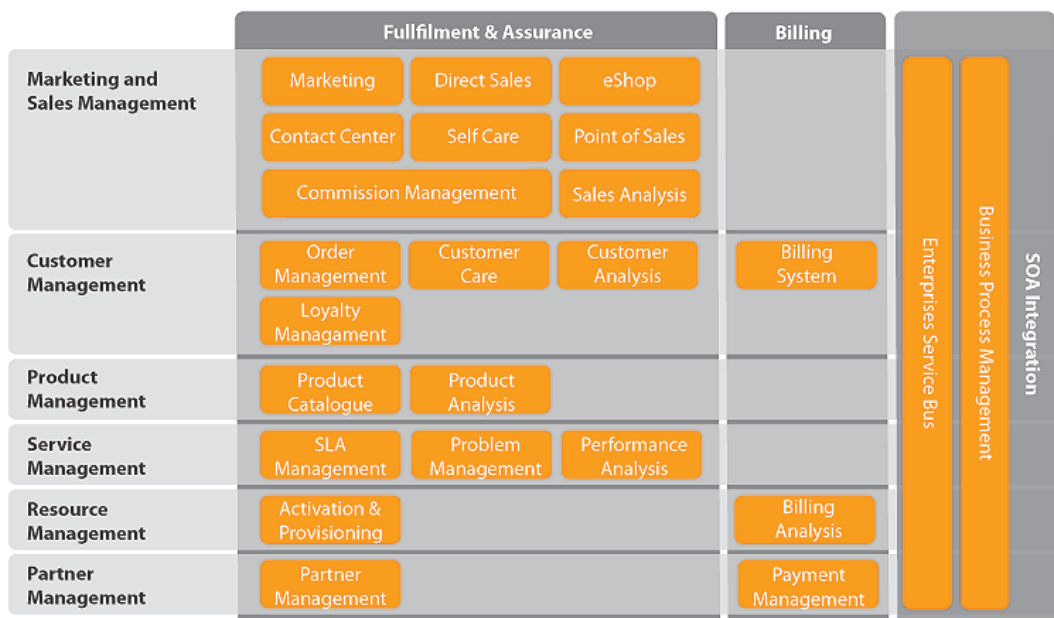 Fullfilment & Assurance
Billing
Marketing and
Sales Management
Marketing
Direct Sales
eShop
Contact Center
Self Care
Point of Sales
Commission Management
Sales Analysis
Customer
Management
Order
Management
Customer
Care
Customer
Analysis
Billing
System
Loyalty
Managament
Product
Management
Product
Catalogue
Product
Analysis
Service
Management
SLA
Management
Problem
Management
Performance
Analysis
Resource
Management
Activation &
Provisioning
Billing
Analysis
Partner
Management
Partner
Management
Payment
Management
Enterprises Service Bus
Business Process Management
SOA Integration